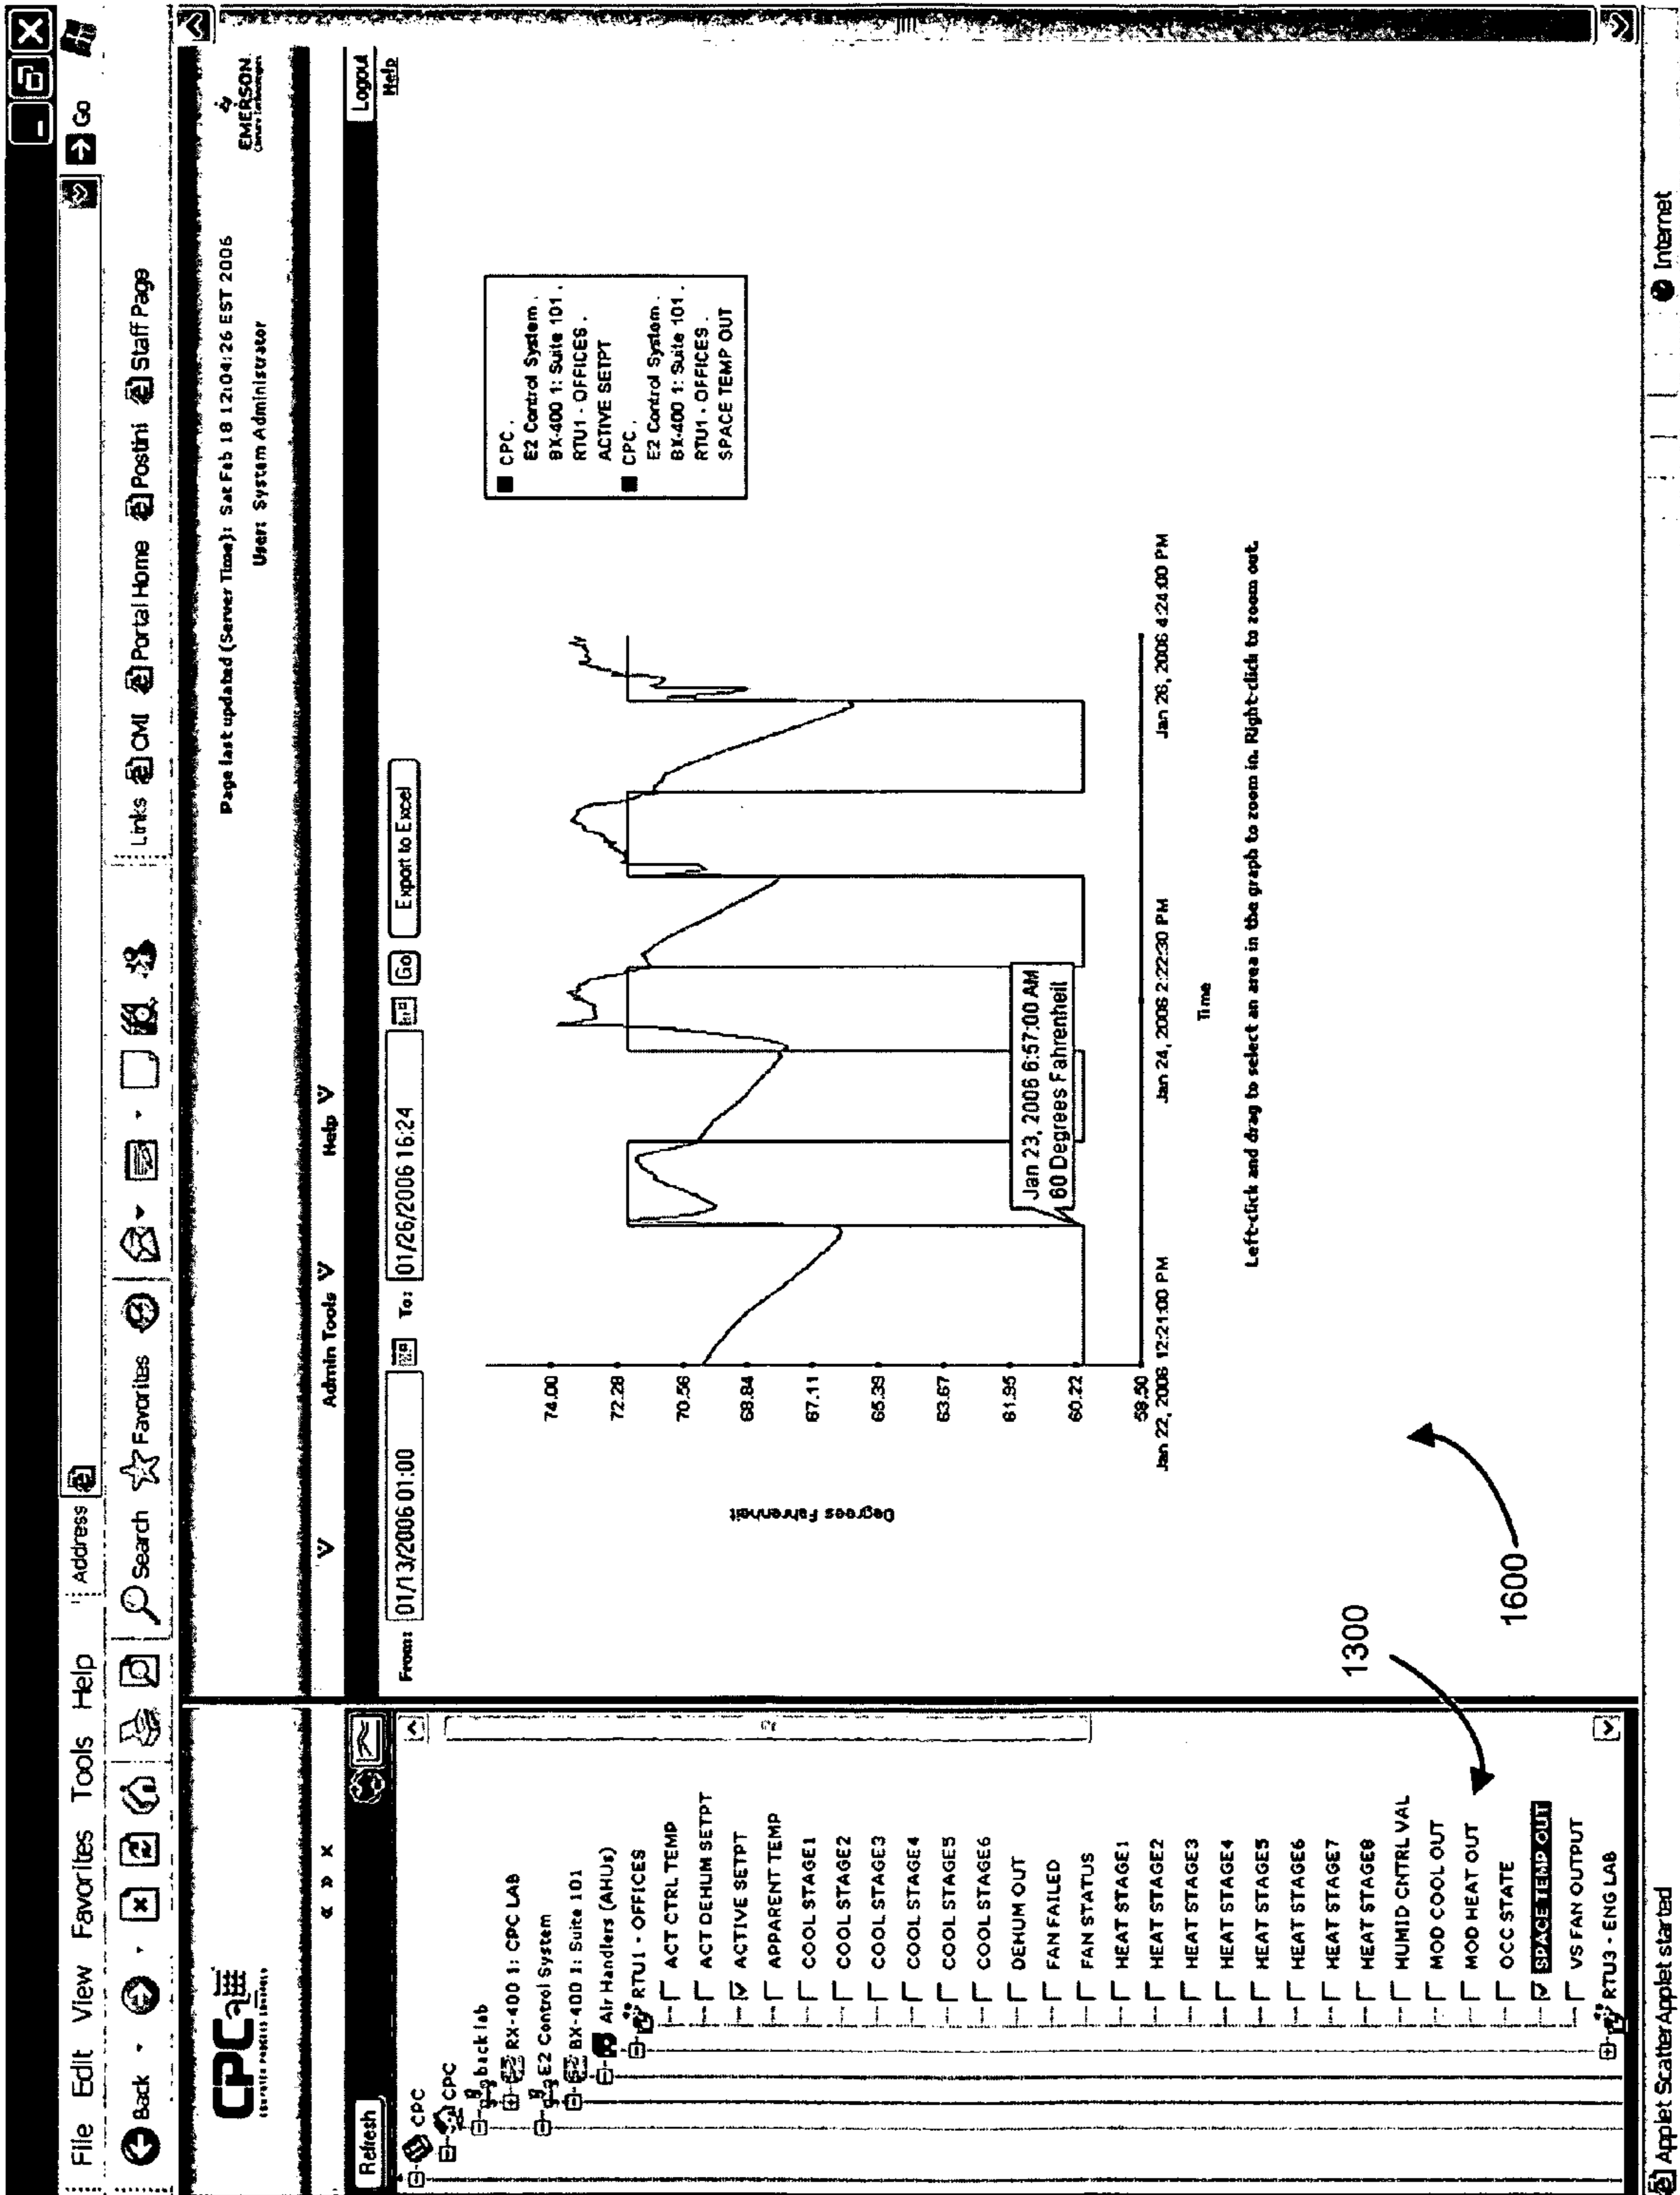 File Edit View Favorites Tools Help
Address
Go
Back
Search
Favorites
Links
CMI
Portal Home
Postini
Staff Page
CPC
COMPUTER PROCESS CONTROLS
Page last updated (Server Time): Sat Feb 18 12:04:26 EST 2006
User: System Administrator
by
EMERSON
Climate Technologies
« » ×
Admin Tools V
Help V
Refresh
Logout
Help
From: 01/13/2006 01:00
To: 01/26/2006 16:24
Go
Export to Excel
CPC
CPC
back lab
RX-400 1: CPC LAB
E2 Control System
BX-400 1: Suite 101
Air Handlers (AHUs)
RTU1 - OFFICES
ACT CTRL TEMP
ACT DEHUM SETPT
ACTIVE SETPT
APPARENT TEMP
COOL STAGE1
COOL STAGE2
COOL STAGE3
COOL STAGE4
COOL STAGE5
COOL STAGE6
DEHUM OUT
FAN FAILED
FAN STATUS
HEAT STAGE1
HEAT STAGE2
HEAT STAGE3
HEAT STAGE4
HEAT STAGE5
HEAT STAGE6
HEAT STAGE7
HEAT STAGE8
HUMID CNTRL VAL
MOD COOL OUT
MOD HEAT OUT
OCC STATE
SPACE TEMP OUT
VS FAN OUTPUT
RTU3 - ENG LAB
1300
1600
Degrees Fahrenheit
74.00
72.28
70.56
68.84
67.11
65.39
63.67
61.95
60.22
58.50
Jan 23, 2006 6:57:00 AM
60 Degrees Fahrenheit
Jan 22, 2006 12:21:00 PM
Jan 24, 2006 2:22:30 PM
Jan 26, 2006 4:24:00 PM
Time
CPC .
E2 Control System .
BX-400 1: Suite 101 .
RTU1 - OFFICES .
ACTIVE SETPT
CPC .
E2 Control System .
BX-400 1: Suite 101 .
RTU1 - OFFICES .
SPACE TEMP OUT
Left-click and drag to select an area in the graph to zoom in. Right-click to zoom out.
Applet ScatterApplet started
Internet